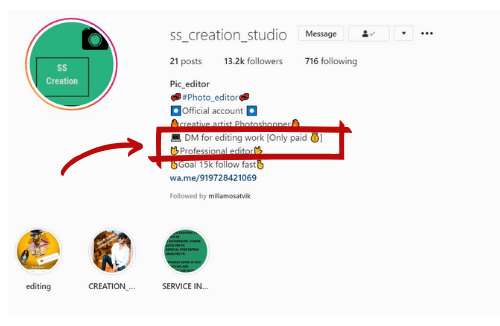 ss_creation_studio Message
21 posts 13.2k followers 716 following
SS
Creation
Pic_editor
#Photo_editor
Official account
creative artist Photoshopper
DM for editing work [Only paid 💰]
Professional editor
Goal 15k follow fast
wa.me/919728421069
Followed by millamosatvik
editing CREATION_... SERVICE IN...